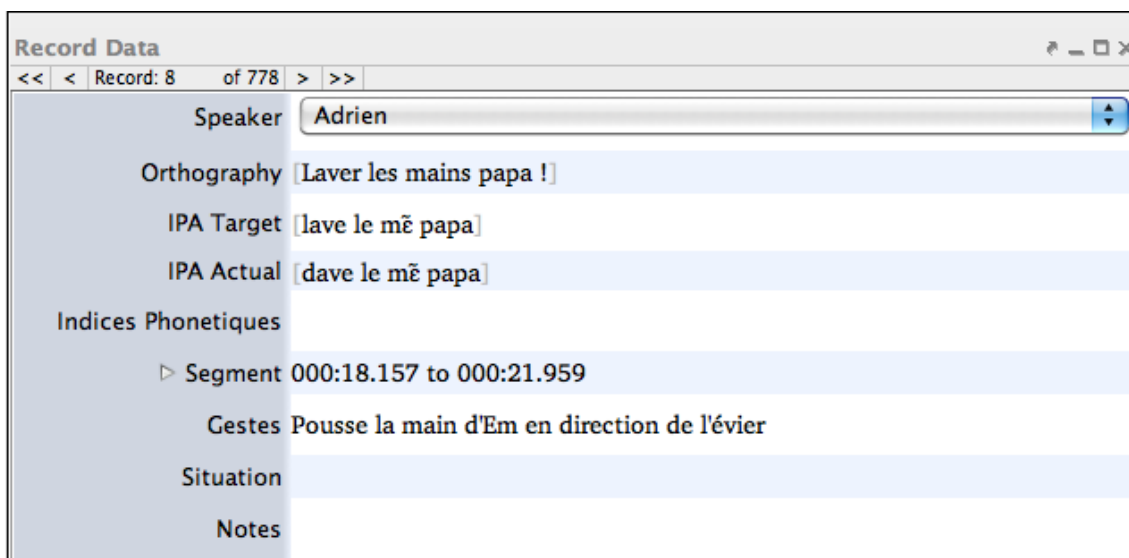 Record Data
<< < Record: 8 of 778 > >>
Speaker Adrien
Orthography [Laver les mains papa !]
IPA Target [lave le mɛ̃ papa]
IPA Actual [dave le mɛ̃ papa]
Indices Phonetiques
Segment 000:18.157 to 000:21.959
Gestes Pousse la main d'Em en direction de l'évier
Situation
Notes